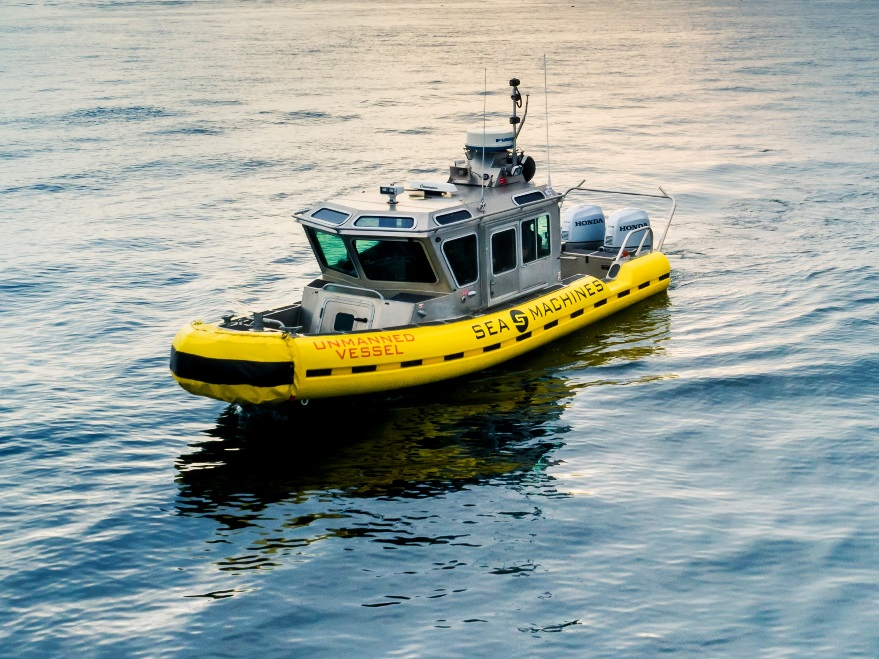 UNMANNED
VESSEL
SEA MACHINES
HONDA
HONDA